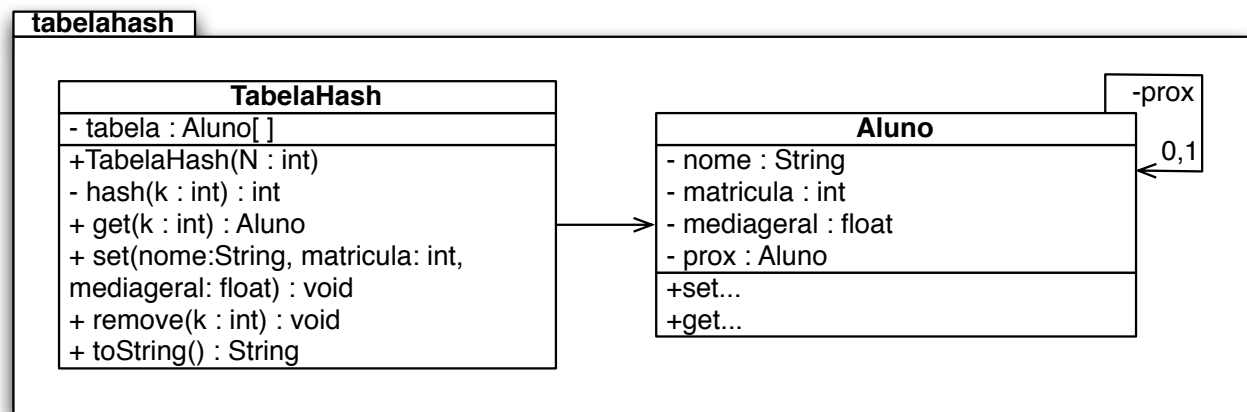 tabelahash
TabelaHash
- tabela : Aluno[ ]
+TabelaHash(N : int)
- hash(k : int) : int
+ get(k : int) : Aluno
+ set(nome:String, matricula: int,
mediageral: float) : void
+ remove(k : int) : void
+ toString() : String
Aluno
- nome : String
- matricula : int
- mediageral : float
- prox : Aluno
+set...
+get...
-prox
0,1